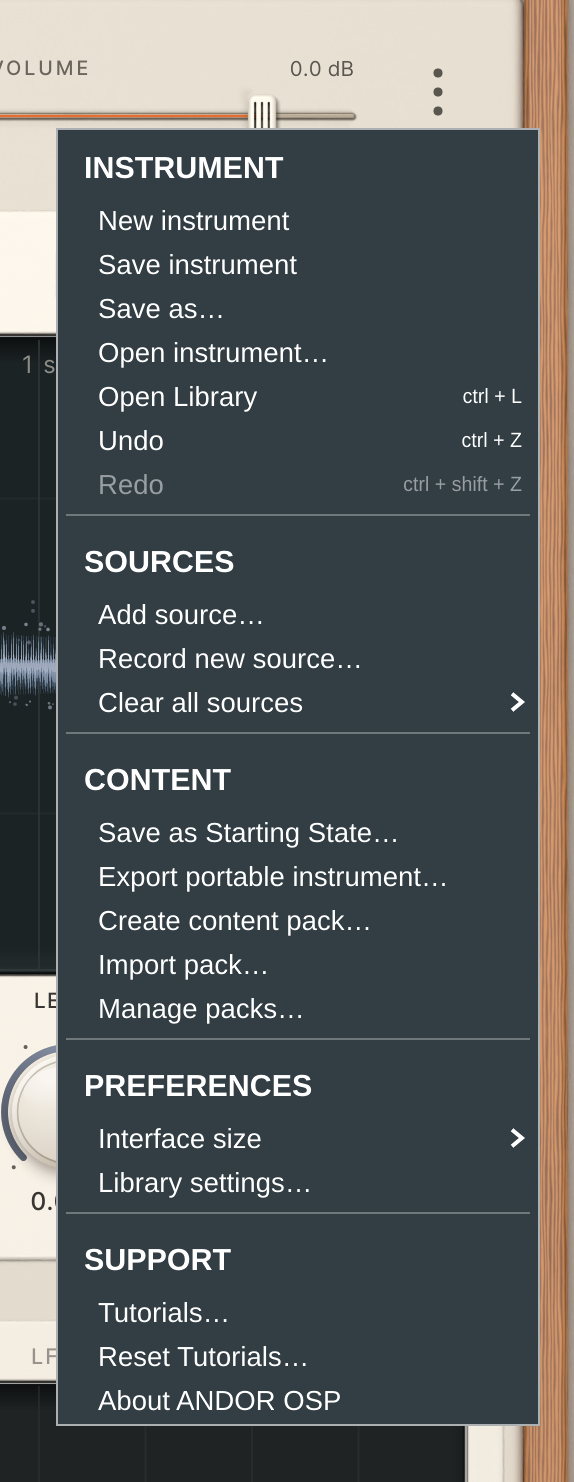 VOLUME 0.0 dB
INSTRUMENT
New instrument
Save instrument
Save as…
Open instrument…
1 s
Open Library ctrl + L
Undo ctrl + Z
Redo ctrl + shift + Z
SOURCES
Add source…
Record new source…
Clear all sources
CONTENT
Save as Starting State…
Export portable instrument…
Create content pack…
Import pack…
Manage packs…
PREFERENCES
Interface size
Library settings…
SUPPORT
Tutorials…
Reset Tutorials…
About ANDOR OSP